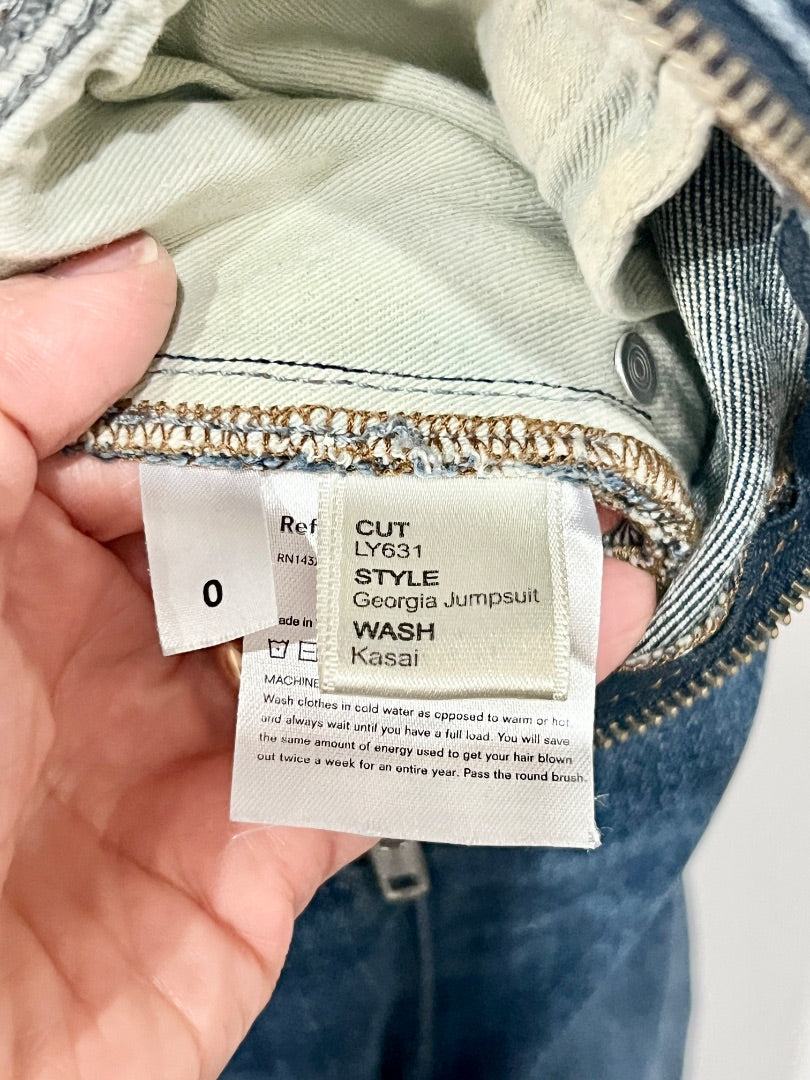 0
Ref
RN143
ade in
MACHINE
Wash clothes in cold water as opposed to warm or hot
and always wait until you have a full load. You will save
the same amount of energy used to get your hair blown
out twice a week for an entire year. Pass the round brush.
CUT
LY631
STYLE
Georgia Jumpsuit
WASH
Kasai